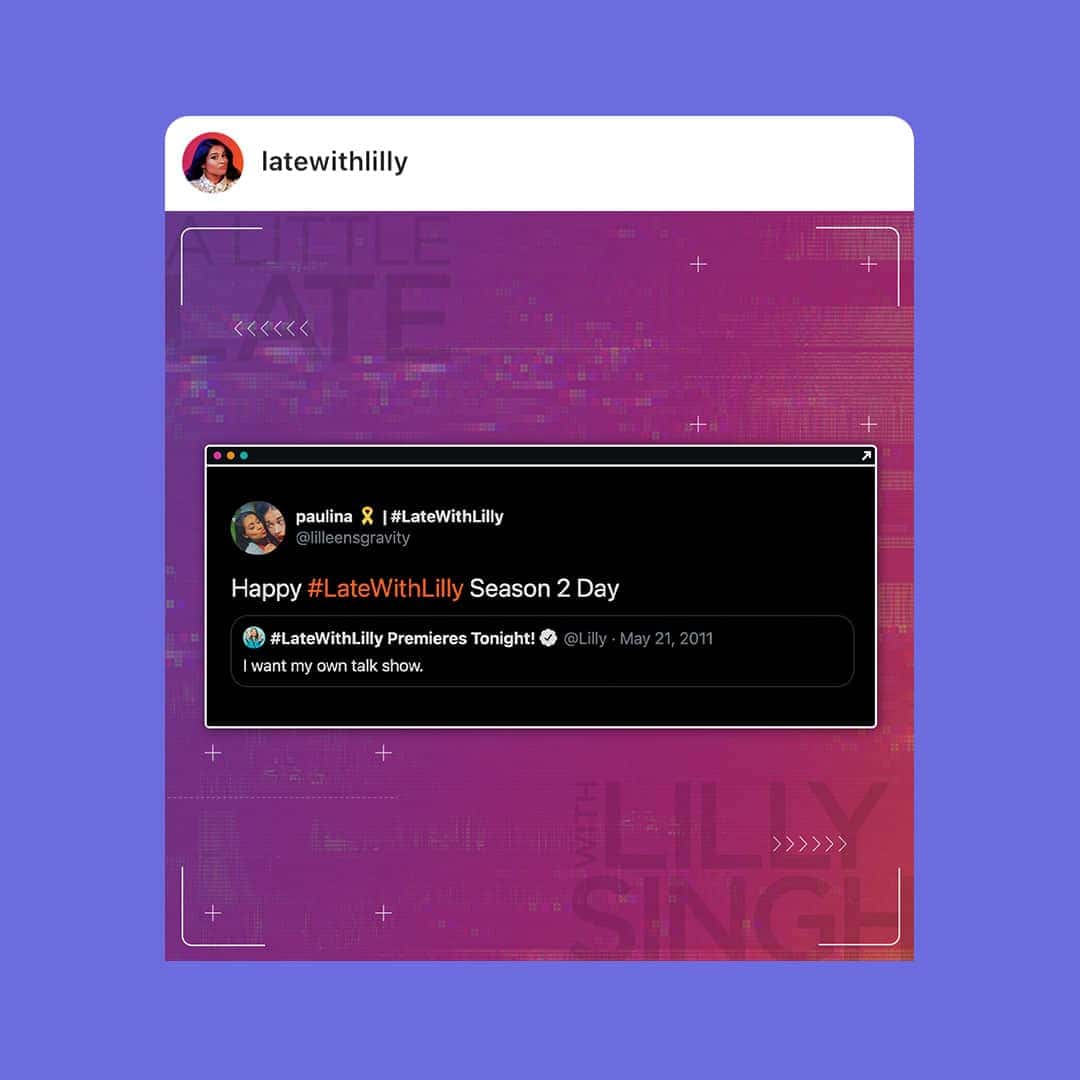 latewithlilly
A LITTLE
LATE
<<<<<<
paulina 🎗 | #LateWithLilly
@lilleensgravity
Happy #LateWithLilly Season 2 Day
#LateWithLilly Premieres Tonight! @Lilly · May 21, 2011
I want my own talk show.
WITH
LILLY
>>>>>>
SINGH